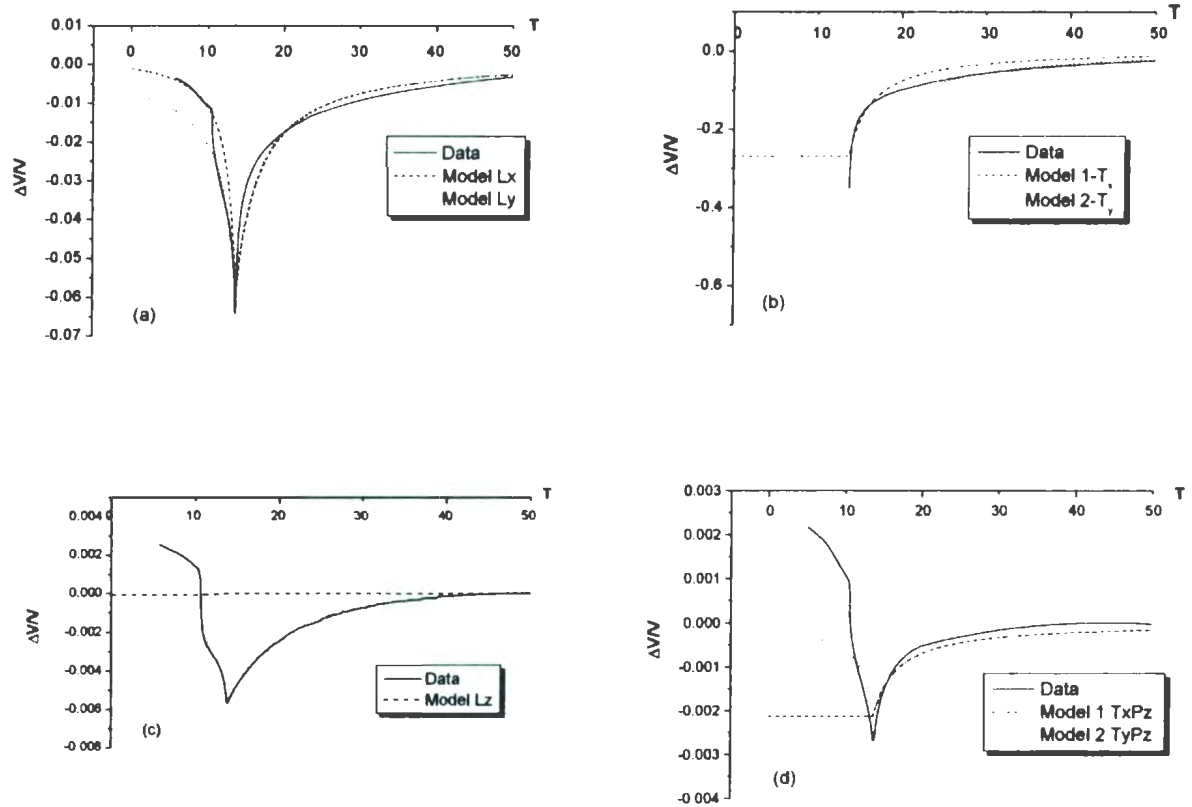 0.01
0.00
-0.01
-0.02
-0.03
-0.04
-0.05
-0.06
-0.07
ΔV/V
0 10 20 30 40 50 T
Data
Model Lx
Model Ly
(a)
0.0
-0.2
-0.4
-0.6
ΔV/V
0 10 20 30 40 50 T
Data
Model 1-Tx
Model 2-Ty
(b)
0.004
0.002
0.000
-0.002
-0.004
-0.006
-0.008
ΔV/V
0 10 20 30 40 50 T
Data
Model Lz
(c)
0.003
0.002
0.001
0.000
-0.001
-0.002
-0.003
-0.004
ΔV/V
0 10 20 30 40 50 T
Data
Model 1 TxPz
Model 2 TyPz
(d)